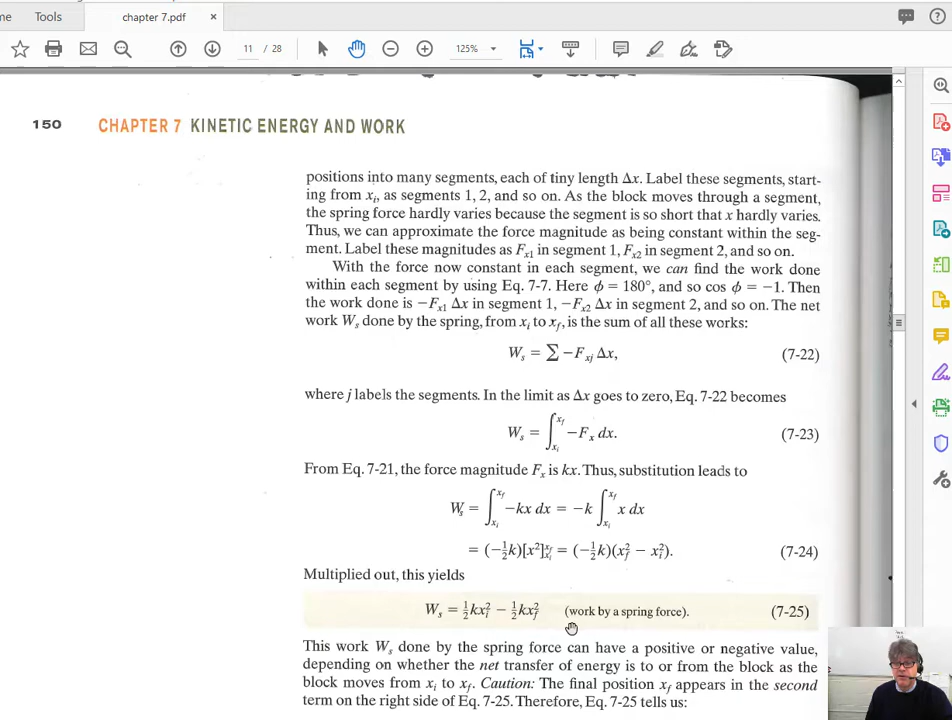 Tools
chapter 7.pdf
×
11 / 28
125%
150 CHAPTER 7 KINETIC ENERGY AND WORK
positions into many segments, each of tiny length Δx. Label these segments, start-
ing from xᵢ, as segments 1, 2, and so on. As the block moves through a segment,
the spring force hardly varies because the segment is so short that x hardly varies.
Thus, we can approximate the force magnitude as being constant within the seg-
ment. Label these magnitudes as Fₓ₁ in segment 1, Fₓ₂ in segment 2, and so on.
With the force now constant in each segment, we can find the work done
within each segment by using Eq. 7-7. Here ϕ = 180°, and so cos ϕ = −1. Then
the work done is −Fₓ₁ Δx in segment 1, −Fₓ₂ Δx in segment 2, and so on. The net
work Wₛ done by the spring, from xᵢ to x_f, is the sum of all these works:
Wₛ = ∑ −Fₓⱼ Δx, (7-22)
where j labels the segments. In the limit as Δx goes to zero, Eq. 7-22 becomes
Wₛ = ∫_{xᵢ}^{x_f} −Fₓ dx. (7-23)
From Eq. 7-21, the force magnitude Fₓ is kx. Thus, substitution leads to
Wₛ = ∫_{xᵢ}^{x_f} −kx dx = −k ∫_{xᵢ}^{x_f} x dx
= (−½k)[x²]_{xᵢ}^{x_f} = (−½k)(x_f² − xᵢ²). (7-24)
Multiplied out, this yields
Wₛ = ½kxᵢ² − ½kx_f² (work by a spring force). (7-25)
This work Wₛ done by the spring force can have a positive or negative value,
depending on whether the net transfer of energy is to or from the block as the
block moves from xᵢ to x_f. Caution: The final position x_f appears in the second
term on the right side of Eq. 7-25. Therefore, Eq. 7-25 tells us: